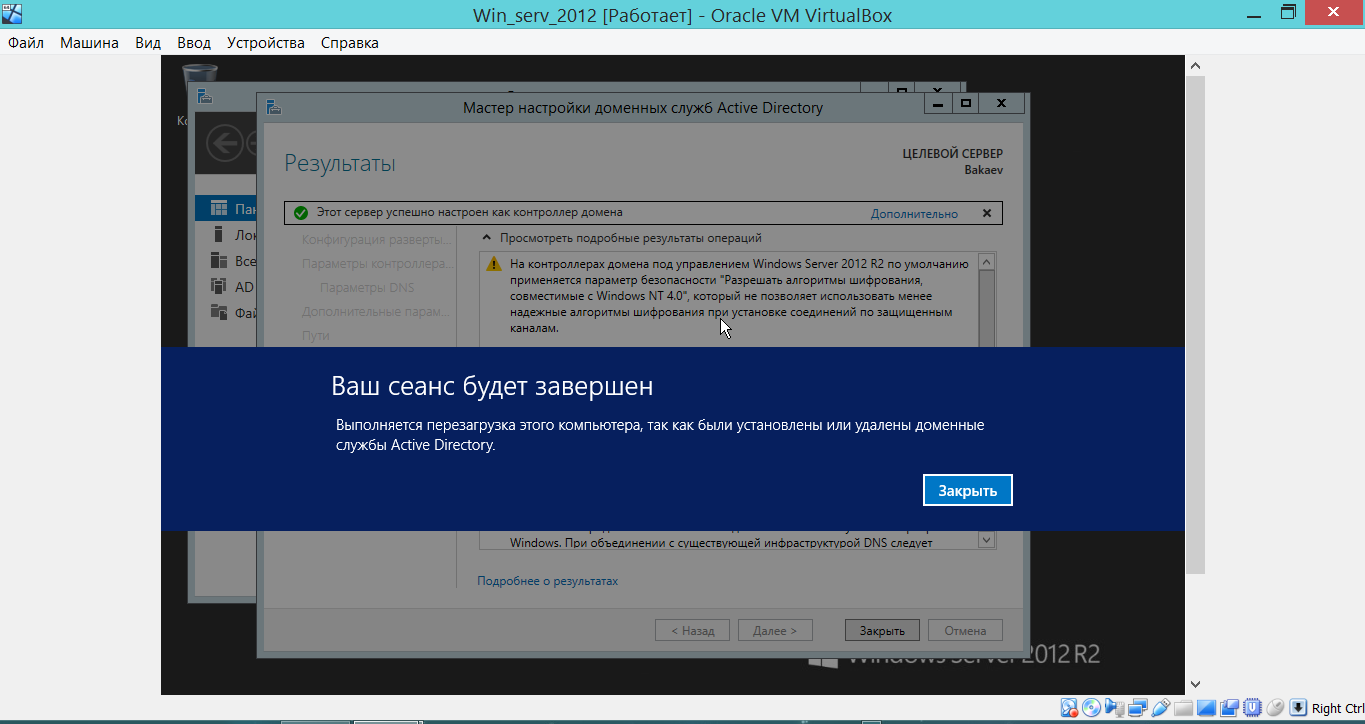 Win_serv_2012 [Работает] - Oracle VM VirtualBox
Файл Машина Вид Ввод Устройства Справка
Мастер настройки доменных служб Active Directory
Результаты
ЦЕЛЕВОЙ СЕРВЕР
Bakaev
Этот сервер успешно настроен как контроллер домена Дополнительно
Конфигурация разверты...
Параметры контроллера...
Параметры DNS
Дополнительные парам...
Пути
Все
AD
Просмотреть подробные результаты операций
На контроллерах домена под управлением Windows Server 2012 R2 по умолчанию
применяется параметр безопасности "Разрешать алгоритмы шифрования,
совместимые с Windows NT 4.0", который не позволяет использовать менее
надежные алгоритмы шифрования при установке соединений по защищенным
каналам.
Ваш сеанс будет завершен
Выполняется перезагрузка этого компьютера, так как были установлены или удалены доменные
службы Active Directory.
Закрыть
Windows. При объединении с существующей инфраструктурой DNS следует
Подробнее о результатах
< Назад Далее > Закрыть Отмена
Windows Server 2012 R2
Right Ctrl